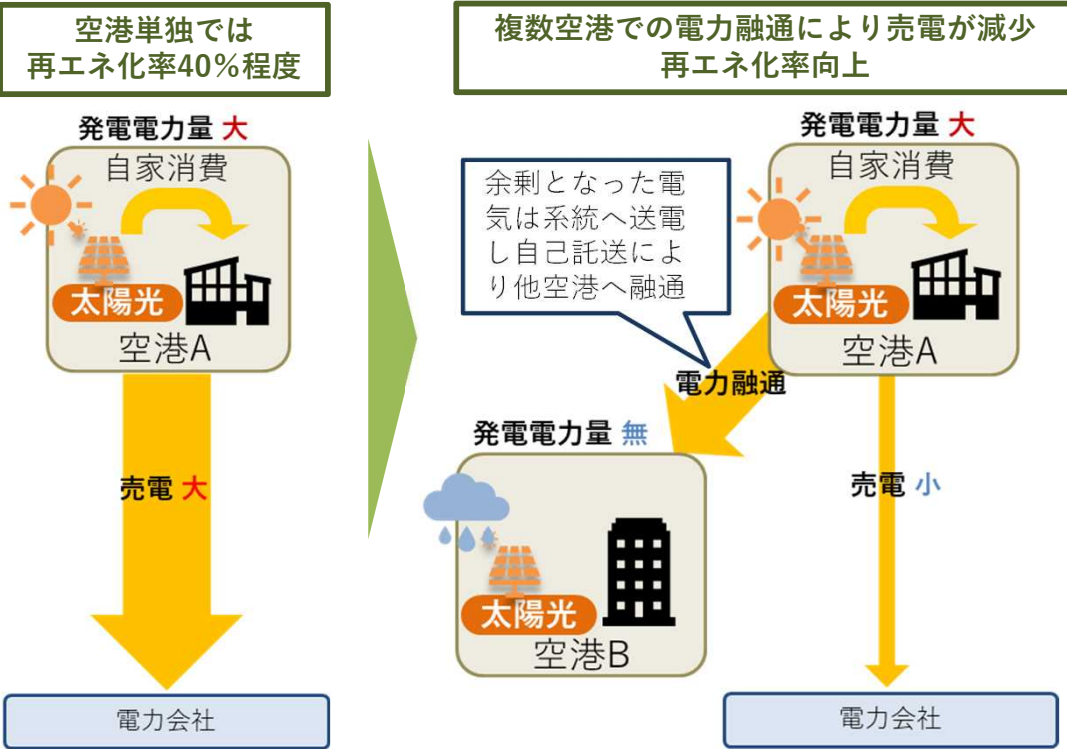 空港単独では
再エネ化率40%程度
発電電力量 大
自家消費
太陽光
空港A
売電 大
電力会社
複数空港での電力融通により売電が減少
再エネ化率向上
発電電力量 大
余剰となった電
気は系統へ送電
し自己託送によ
り他空港へ融通
自家消費
太陽光
空港A
電力融通
発電電力量 無
太陽光
空港B
売電 小
電力会社